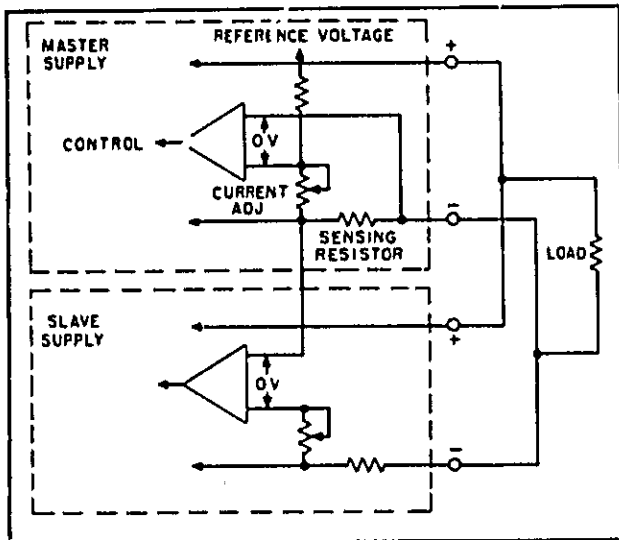 REFERENCE VOLTAGE
MASTER
SUPPLY
+
CONTROL
0V
CURRENT
ADJ
−
SENSING
RESISTOR
LOAD
SLAVE
SUPPLY
+
0V
−